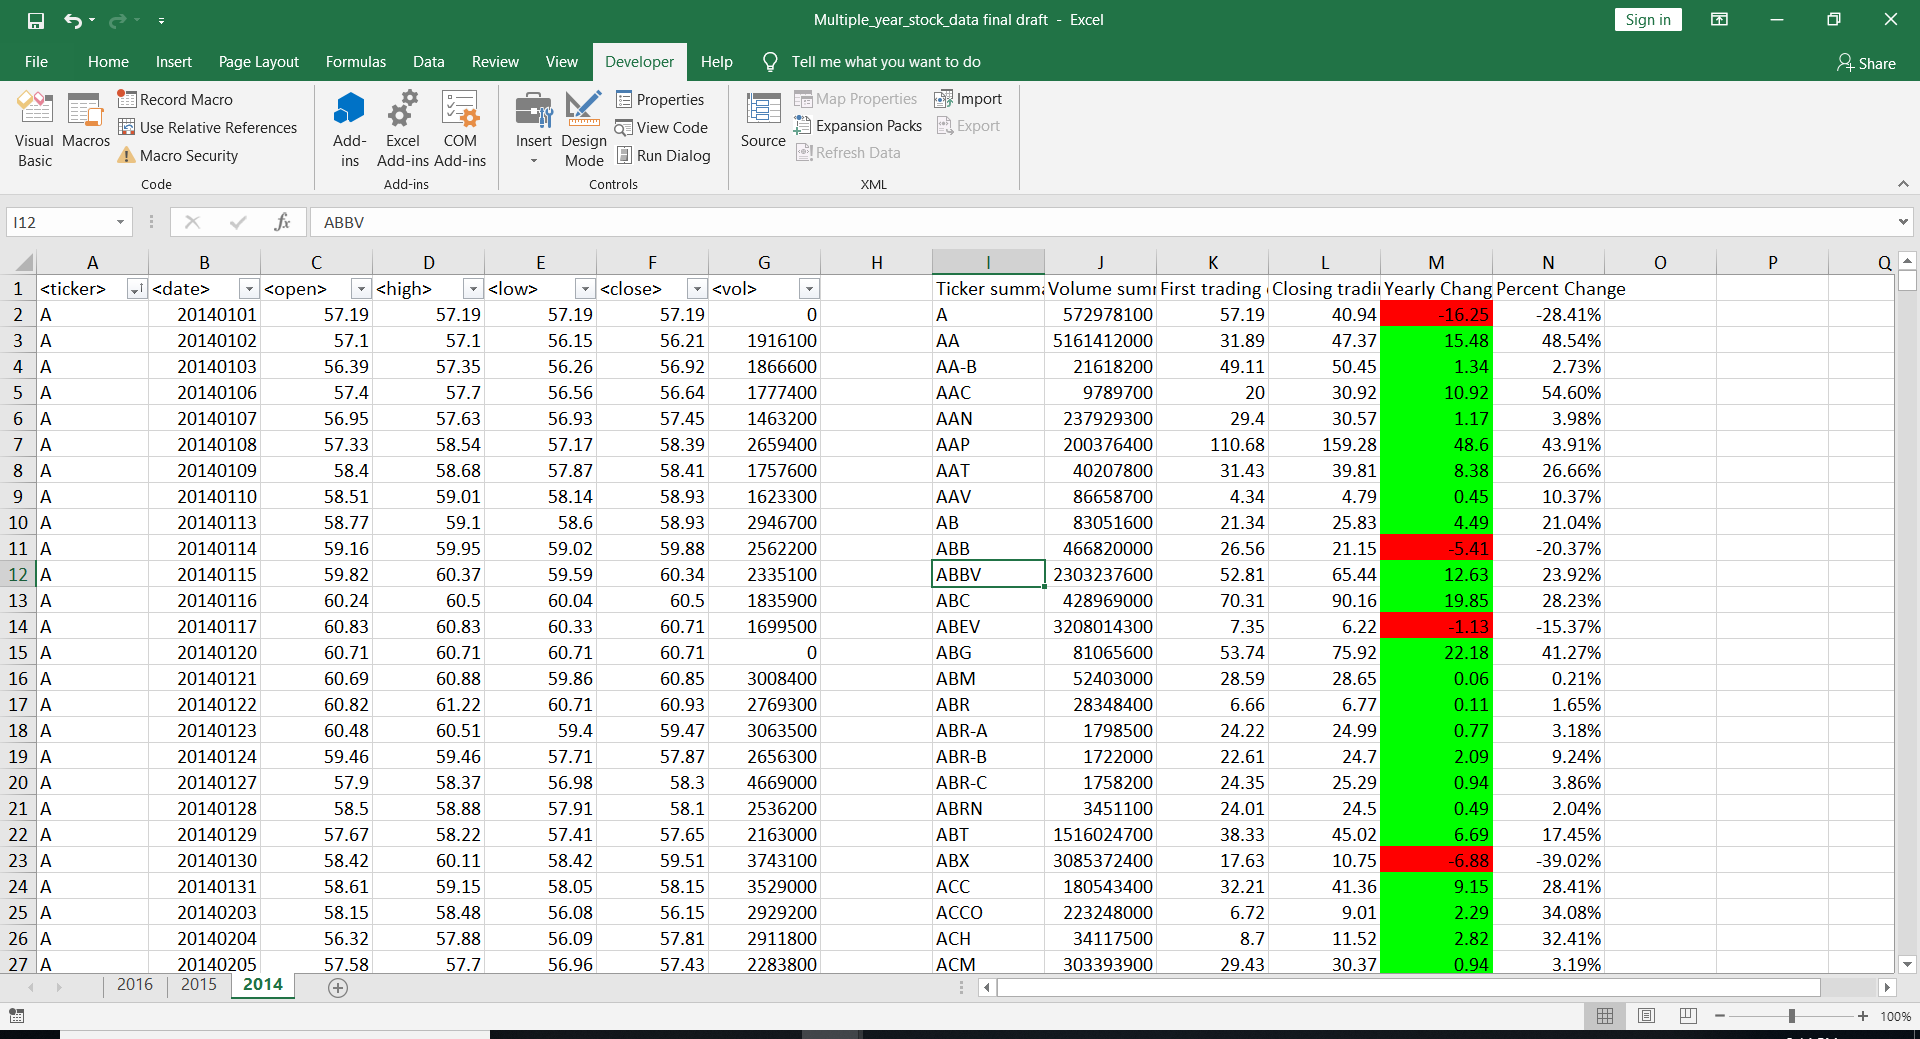 Multiple_year_stock_data final draft - Excel
Sign in
File Home Insert Page Layout Formulas Data Review View Developer Help Tell me what you want to do Share
Visual Basic Macros Record Macro Use Relative References Macro Security Code
Add-ins Excel Add-ins COM Add-ins Add-ins
Insert Design Mode Properties View Code Run Dialog Controls
Source Map Properties Expansion Packs Refresh Data Import Export XML
I12 fx ABBV
A B C D E F G H I J K L M N O P Q
1 <ticker> <date> <open> <high> <low> <close> <vol> Ticker summa Volume sum First trading Closing tradi Yearly Chang Percent Change
2 A 20140101 57.19 57.19 57.19 57.19 0 A 572978100 57.19 40.94 -16.25 -28.41%
3 A 20140102 57.1 57.1 56.15 56.21 1916100 AA 5161412000 31.89 47.37 15.48 48.54%
4 A 20140103 56.39 57.35 56.26 56.92 1866600 AA-B 21618200 49.11 50.45 1.34 2.73%
5 A 20140106 57.4 57.7 56.56 56.64 1777400 AAC 9789700 20 30.92 10.92 54.60%
6 A 20140107 56.95 57.63 56.93 57.45 1463200 AAN 237929300 29.4 30.57 1.17 3.98%
7 A 20140108 57.33 58.54 57.17 58.39 2659400 AAP 200376400 110.68 159.28 48.6 43.91%
8 A 20140109 58.4 58.68 57.87 58.41 1757600 AAT 40207800 31.43 39.81 8.38 26.66%
9 A 20140110 58.51 59.01 58.14 58.93 1623300 AAV 86658700 4.34 4.79 0.45 10.37%
10 A 20140113 58.77 59.1 58.6 58.93 2946700 AB 83051600 21.34 25.83 4.49 21.04%
11 A 20140114 59.16 59.95 59.02 59.88 2562200 ABB 466820000 26.56 21.15 -5.41 -20.37%
12 A 20140115 59.82 60.37 59.59 60.34 2335100 ABBV 2303237600 52.81 65.44 12.63 23.92%
13 A 20140116 60.24 60.5 60.04 60.5 1835900 ABC 428969000 70.31 90.16 19.85 28.23%
14 A 20140117 60.83 60.83 60.33 60.71 1699500 ABEV 3208014300 7.35 6.22 -1.13 -15.37%
15 A 20140120 60.71 60.71 60.71 60.71 0 ABG 81065600 53.74 75.92 22.18 41.27%
16 A 20140121 60.69 60.88 59.86 60.85 3008400 ABM 52403000 28.59 28.65 0.06 0.21%
17 A 20140122 60.82 61.22 60.71 60.93 2769300 ABR 28348400 6.66 6.77 0.11 1.65%
18 A 20140123 60.48 60.51 59.4 59.47 3063500 ABR-A 1798500 24.22 24.99 0.77 3.18%
19 A 20140124 59.46 59.46 57.71 57.87 2656300 ABR-B 1722000 22.61 24.7 2.09 9.24%
20 A 20140127 57.9 58.37 56.98 58.3 4669000 ABR-C 1758200 24.35 25.29 0.94 3.86%
21 A 20140128 58.5 58.88 57.91 58.1 2536200 ABRN 3451100 24.01 24.5 0.49 2.04%
22 A 20140129 57.67 58.22 57.41 57.65 2163000 ABT 1516024700 38.33 45.02 6.69 17.45%
23 A 20140130 58.42 60.11 58.42 59.51 3743100 ABX 3085372400 17.63 10.75 -6.88 -39.02%
24 A 20140131 58.61 59.15 58.05 58.15 3529000 ACC 180543400 32.21 41.36 9.15 28.41%
25 A 20140203 58.15 58.48 56.08 56.15 2929200 ACCO 223248000 6.72 9.01 2.29 34.08%
26 A 20140204 56.32 57.88 56.09 57.81 2911800 ACH 34117500 8.7 11.52 2.82 32.41%
27 A 20140205 57.58 57.7 56.96 57.43 2283800 ACM 303393900 29.43 30.37 0.94 3.19%
2016 2015 2014
100%